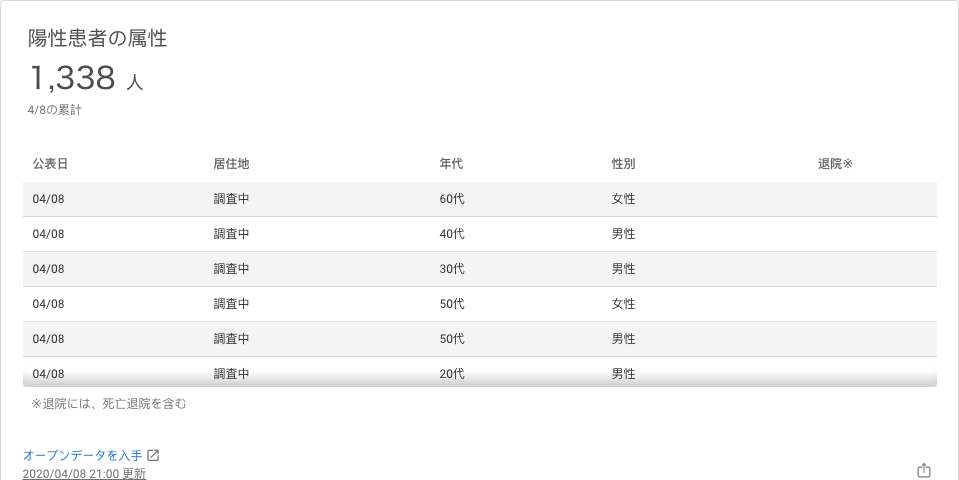 陽性患者の属性
1,338 人
4/8の累計
公表日 居住地 年代 性別 退院※
04/08 調査中 60代 女性
04/08 調査中 40代 男性
04/08 調査中 30代 男性
04/08 調査中 50代 女性
04/08 調査中 50代 男性
04/08 調査中 20代 男性
※退院には、死亡退院を含む
オープンデータを入手
2020/04/08 21:00 更新